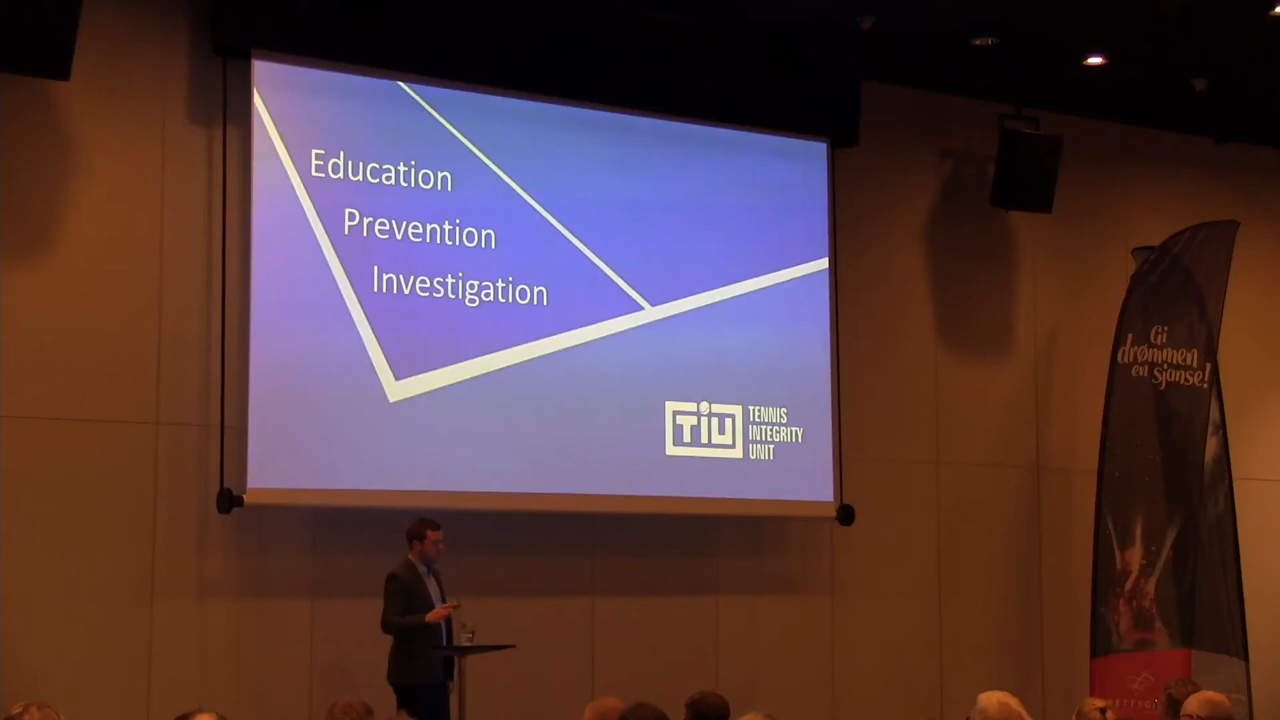 Education
Prevention
Investigation
TIU
TENNIS
INTEGRITY
UNIT
Gi
drømmen
en sjanse!